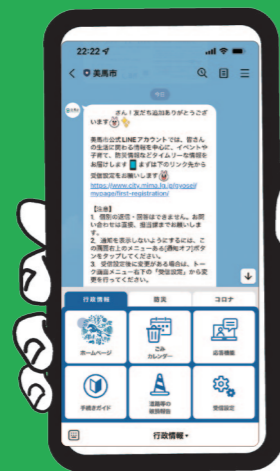 22:22
美馬市
今日
さん！友だち追加ありがとうござ
います
美馬市公式LINEアカウントでは、皆さん
の生活に関わる情報を中心に、イベントや
子育て、防災情報などタイムリーな情報を
お届けします まずは下のリンク先から
受信設定をお願いします
https://www.city.mima.lg.jp/gyosei/
mypage/first-registration/
【注意】
1. 個別の返信・回答はできません。お問
い合わせは直接、担当課までお願いしま
す。
2. 通知を表示しないようにするには、こ
の画面右上のメニューある[通知オフ]ボタ
ンをタップしてください。
3. 受信設定後に変更がある場合は、トー
ク画面メニュー右下の「受信設定」から変
更を行ってください。
行政情報
防災
コロナ
ホームページ
ごみ
カレンダー
応答機能
手続きガイド
道路等の
被害報告
受信設定
行政情報